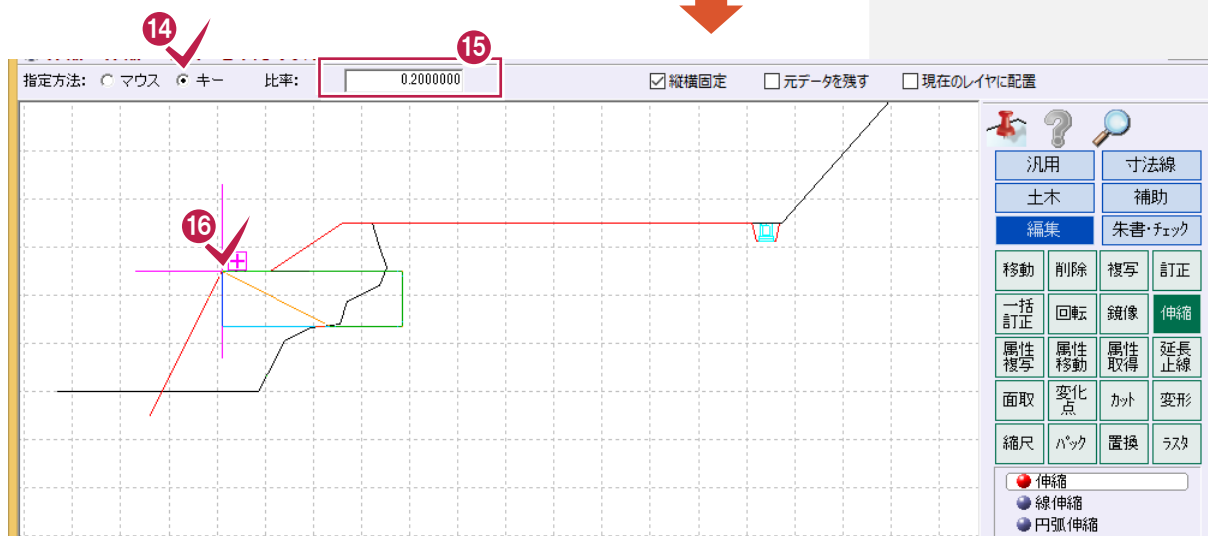 14
15
指定方法: マウス キー 比率: 0.2000000 縦横固定 元データを残す 現在のレイヤに配置
16
汎用 寸法線
土木 補助
編集 朱書・チェック
移動 削除 複写 訂正
一括訂正 回転 鏡像 伸縮
属性複写 属性移動 属性取得 延長止線
面取 変化点 カット 変形
縮尺 パック 置換 ラスタ
伸縮
線伸縮
円弧伸縮